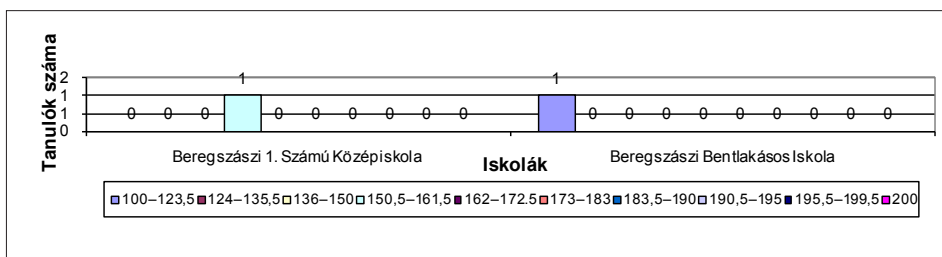 Tanulók száma
2
1
1
0
1
0 0 0 0 0 0 0 0 0
1
0 0 0 0 0 0 0 0 0
Beregszászi 1. Számú Középiskola
Beregszászi Bentlakásos Iskola
Iskolák
100–123,5 124–135,5 136–150 150,5–161,5 162–172.5 173–183 183,5–190 190,5–195 195,5–199,5 200